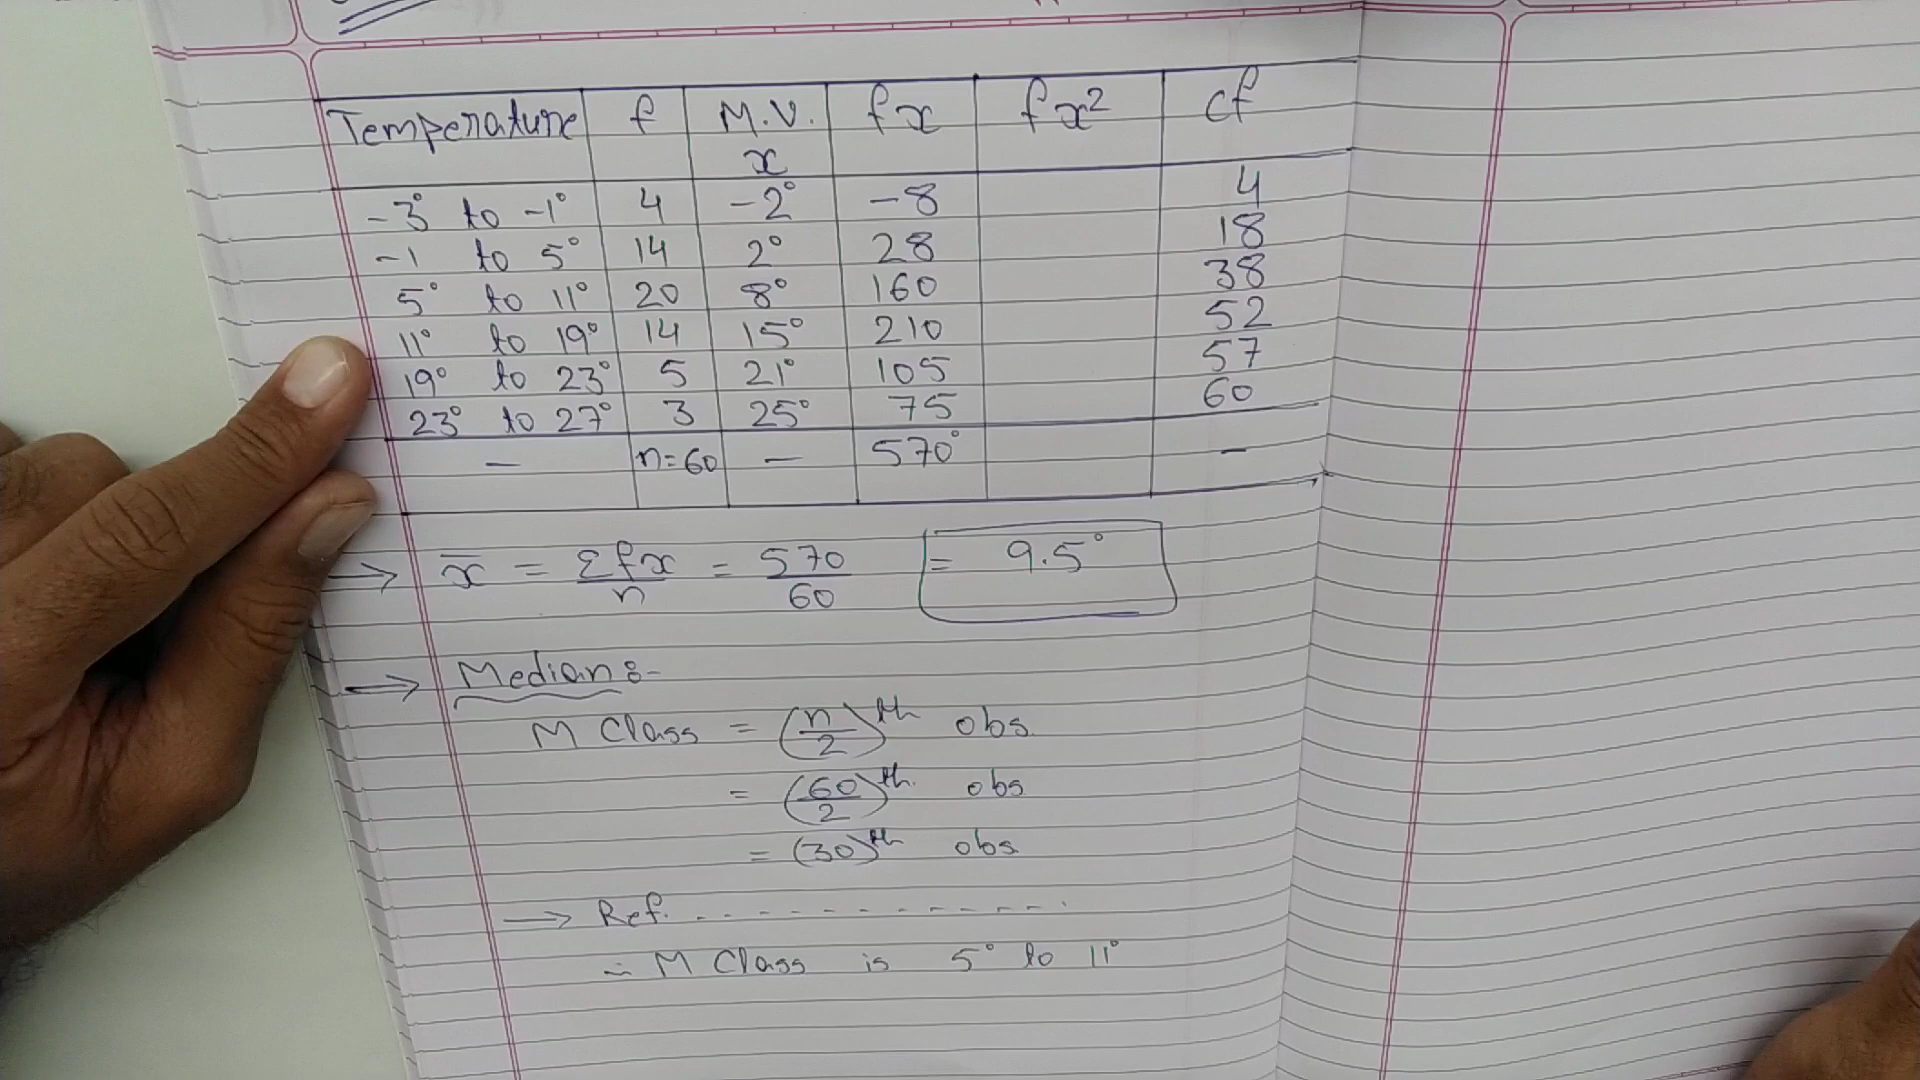 Temperature f M.V. x fx fx² cf
-3° to -1° 4 -2° -8 4
-1 to 5° 14 2° 28 18
5° to 11° 20 8° 160 38
11° to 19° 14 15° 210 52
19° to 23° 5 21° 105 57
23° to 27° 3 25° 75 60
— n=60 — 570° —
→ x̄ = Σfx/n = 570/60 = 9.5°
→ Median :-
M Class = (n/2)th obs.
= (60/2)th. obs
= (30)th obs
→ Ref. - - - - - - - - - - - -
∴ M Class is 5° to 11°